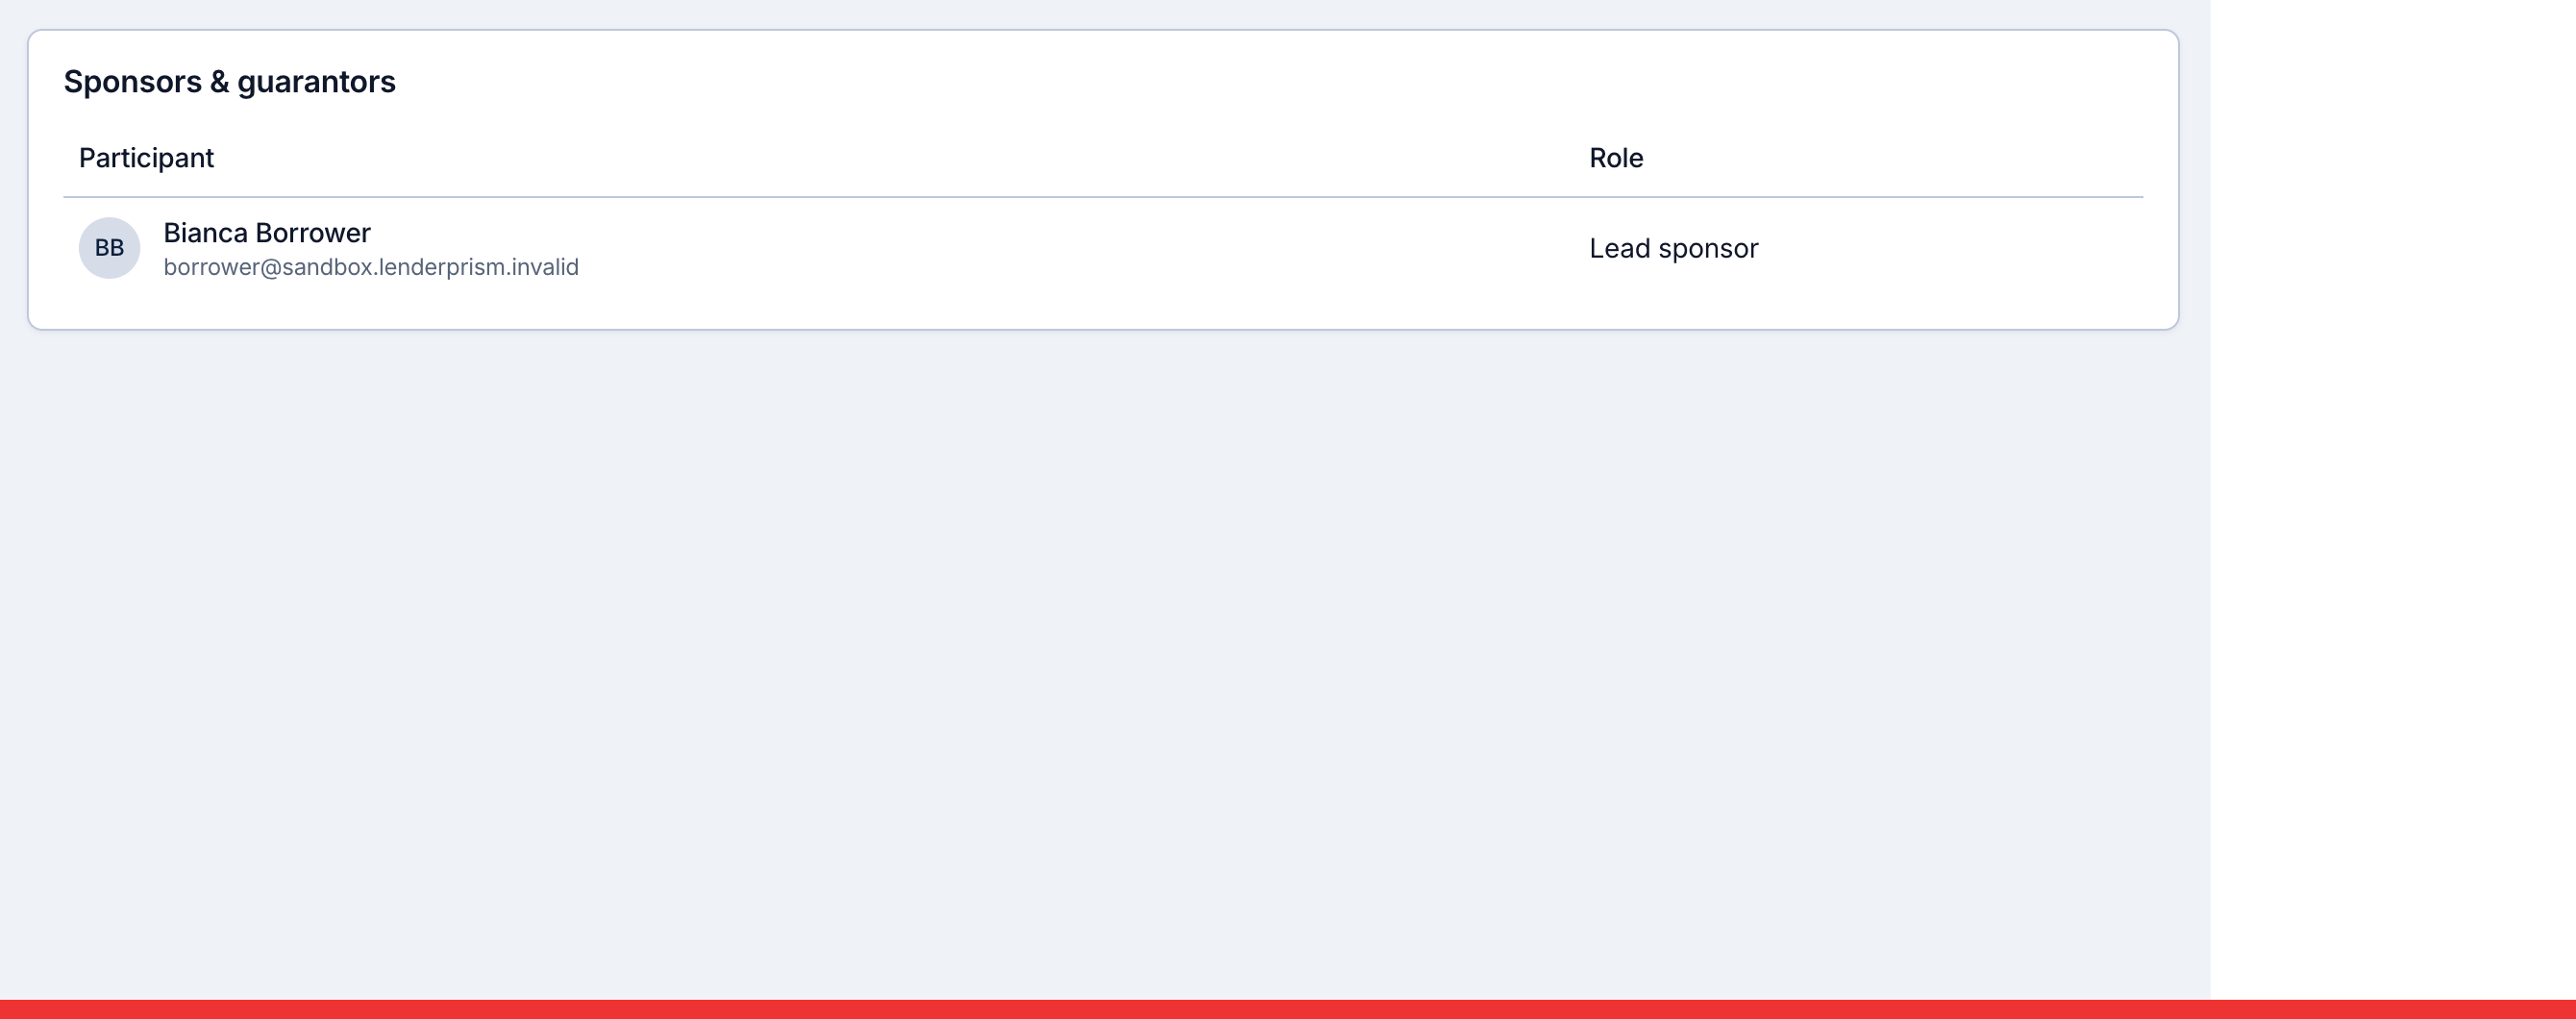 Sponsors & guarantors
Participant Role
BB Bianca Borrower
borrower@sandbox.lenderprism.invalid
Lead sponsor